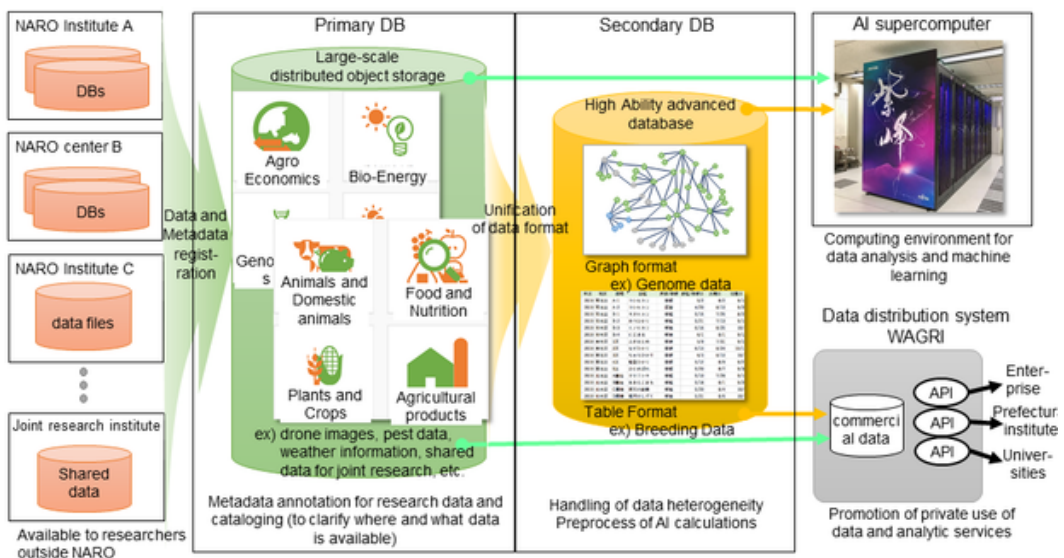 NARO Institute A
DBs
NARO center B
DBs
NARO Institute C
data files
Joint research institute
Shared
data
Available to researchers
outside NARO
Data and
Metadata
regist-
ration
Primary DB
Large-scale
distributed object storage
Agro
Economics
Bio-Energy
Geno
s
Animals and
Domestic
animals
Food and
Nutrition
Plants and
Crops
Agricultural
products
ex) drone images, pest data,
weather information, shared
data for joint research, etc.
Metadata annotation for research data and
cataloging (to clarify where and what data
is available)
Unification
of data format
Secondary DB
High Ability advanced
database
Graph format
ex) Genome data
Table Format
ex) Breeding Data
Handling of data heterogeneity
Preprocess of AI calculations
AI supercomputer
紫峰
Computing environment for
data analysis and machine
learning
Data distribution system
WAGRI
commerci
al data
API
API
API
Enter-
prise
Prefectura
institute
Univer-
sities
Promotion of private use of
data and analytic services